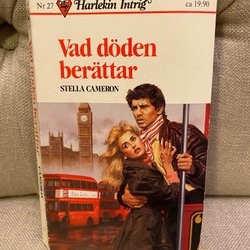 Nr 27
Harlekin Intrig
ca 19:90
Vad döden
berättar
STELLA CAMERON